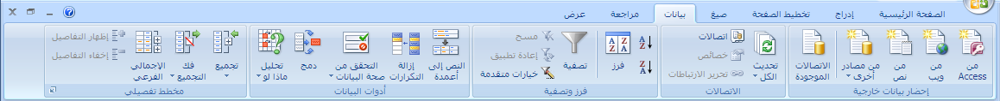 الصفحة الرئيسية إدراج تخطيط الصفحة صيغ بيانات مراجعة عرض
من Access
من ويب
من نص
من مصادر أخرى
الاتصالات الموجودة
إحضار بيانات خارجية
تحديث الكل
اتصالات
خصائص
تحرير الارتباطات
الاتصالات
فرز
تصفية
مسح
إعادة تطبيق
خيارات متقدمة
فرز وتصفية
النص إلى أعمدة
إزالة التكرارات
التحقق من صحة البيانات
دمج
تحليل ماذا لو
أدوات البيانات
تجميع
فك التجميع
الإجمالي الفرعي
إظهار التفاصيل
إخفاء التفاصيل
مخطط تفصيلي